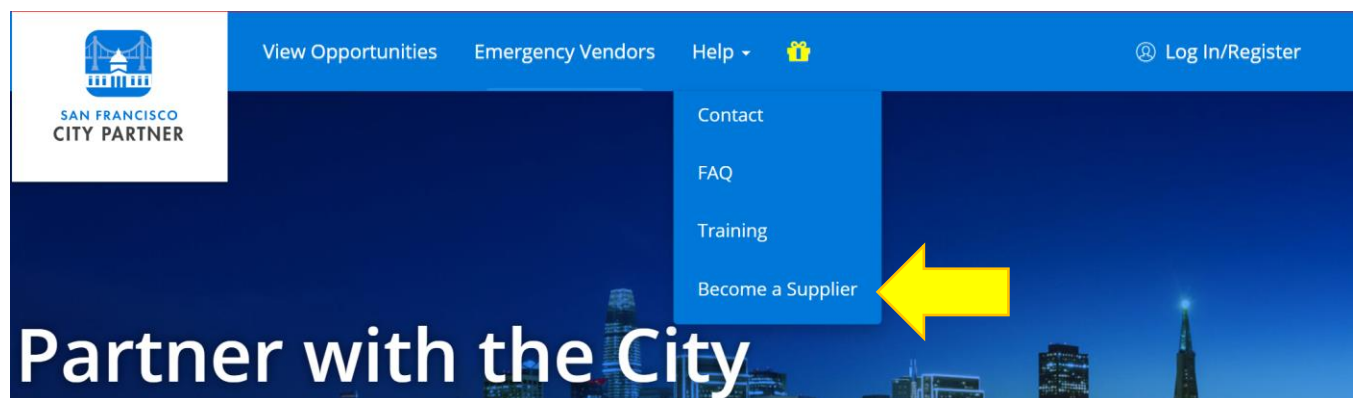 View Opportunities Emergency Vendors Help Log In/Register
SAN FRANCISCO
CITY PARTNER
Contact
FAQ
Training
Become a Supplier
Partner with the City